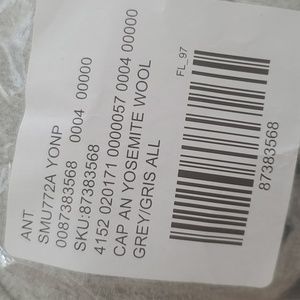 ANT
SMU772A YONP
0087383568 0004 00000
SKU:87383568
4152 020171 0000057 0004 00000
CAP AN YOSEMITE WOOL
GREY/GRIS ALL
FL_97
87383568